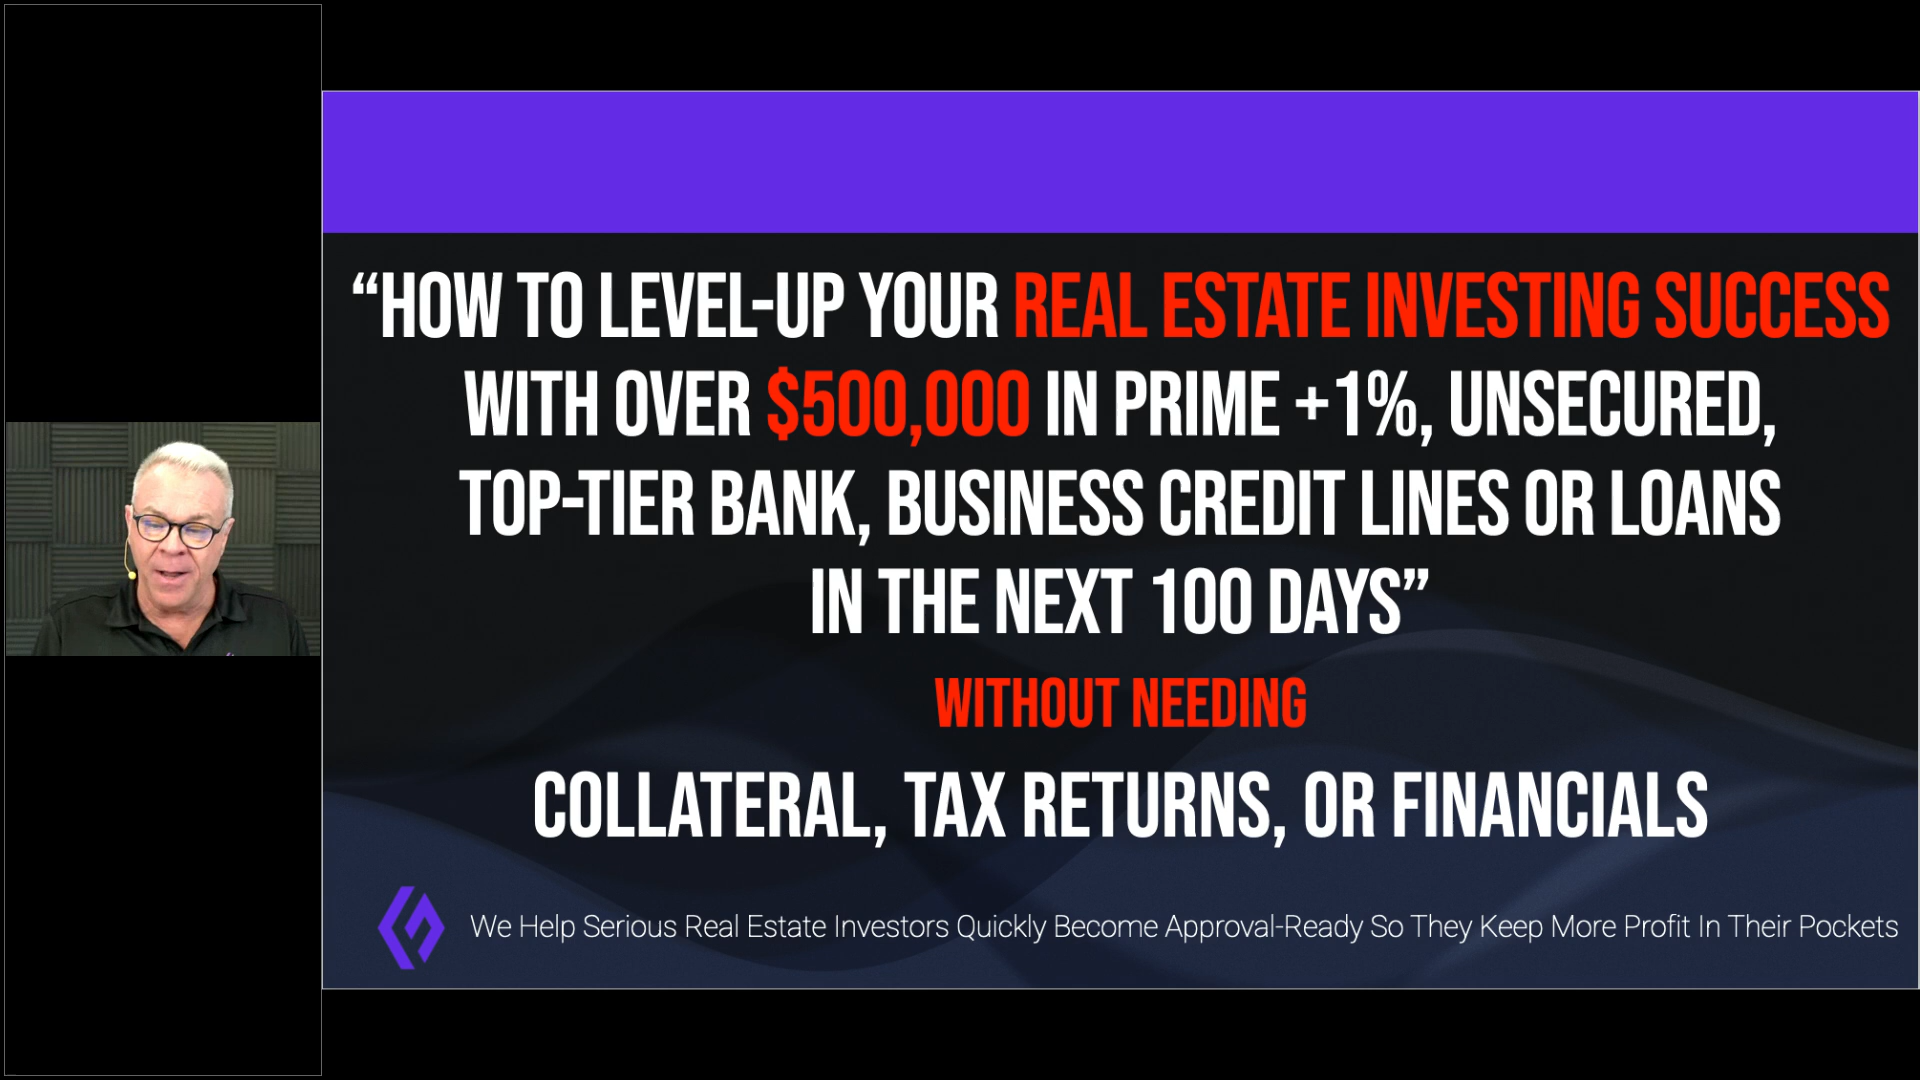 “HOW TO LEVEL-UP YOUR REAL ESTATE INVESTING SUCCESS
WITH OVER $500,000 IN PRIME +1%, UNSECURED,
TOP-TIER BANK, BUSINESS CREDIT LINES OR LOANS
IN THE NEXT 100 DAYS”
WITHOUT NEEDING
COLLATERAL, TAX RETURNS, OR FINANCIALS
We Help Serious Real Estate Investors Quickly Become Approval-Ready So They Keep More Profit In Their Pockets